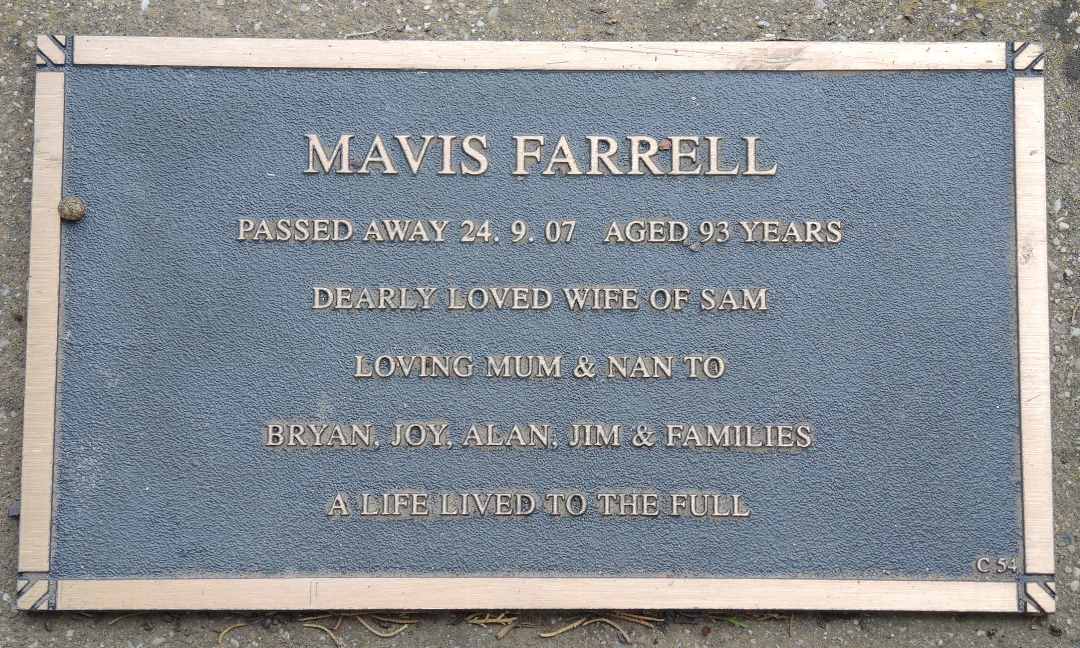 MAVIS FARRELL
PASSED AWAY 24. 9. 07 AGED 93 YEARS
DEARLY LOVED WIFE OF SAM
LOVING MUM & NAN TO
BRYAN, JOY, ALAN, JIM & FAMILIES
A LIFE LIVED TO THE FULL
C 54